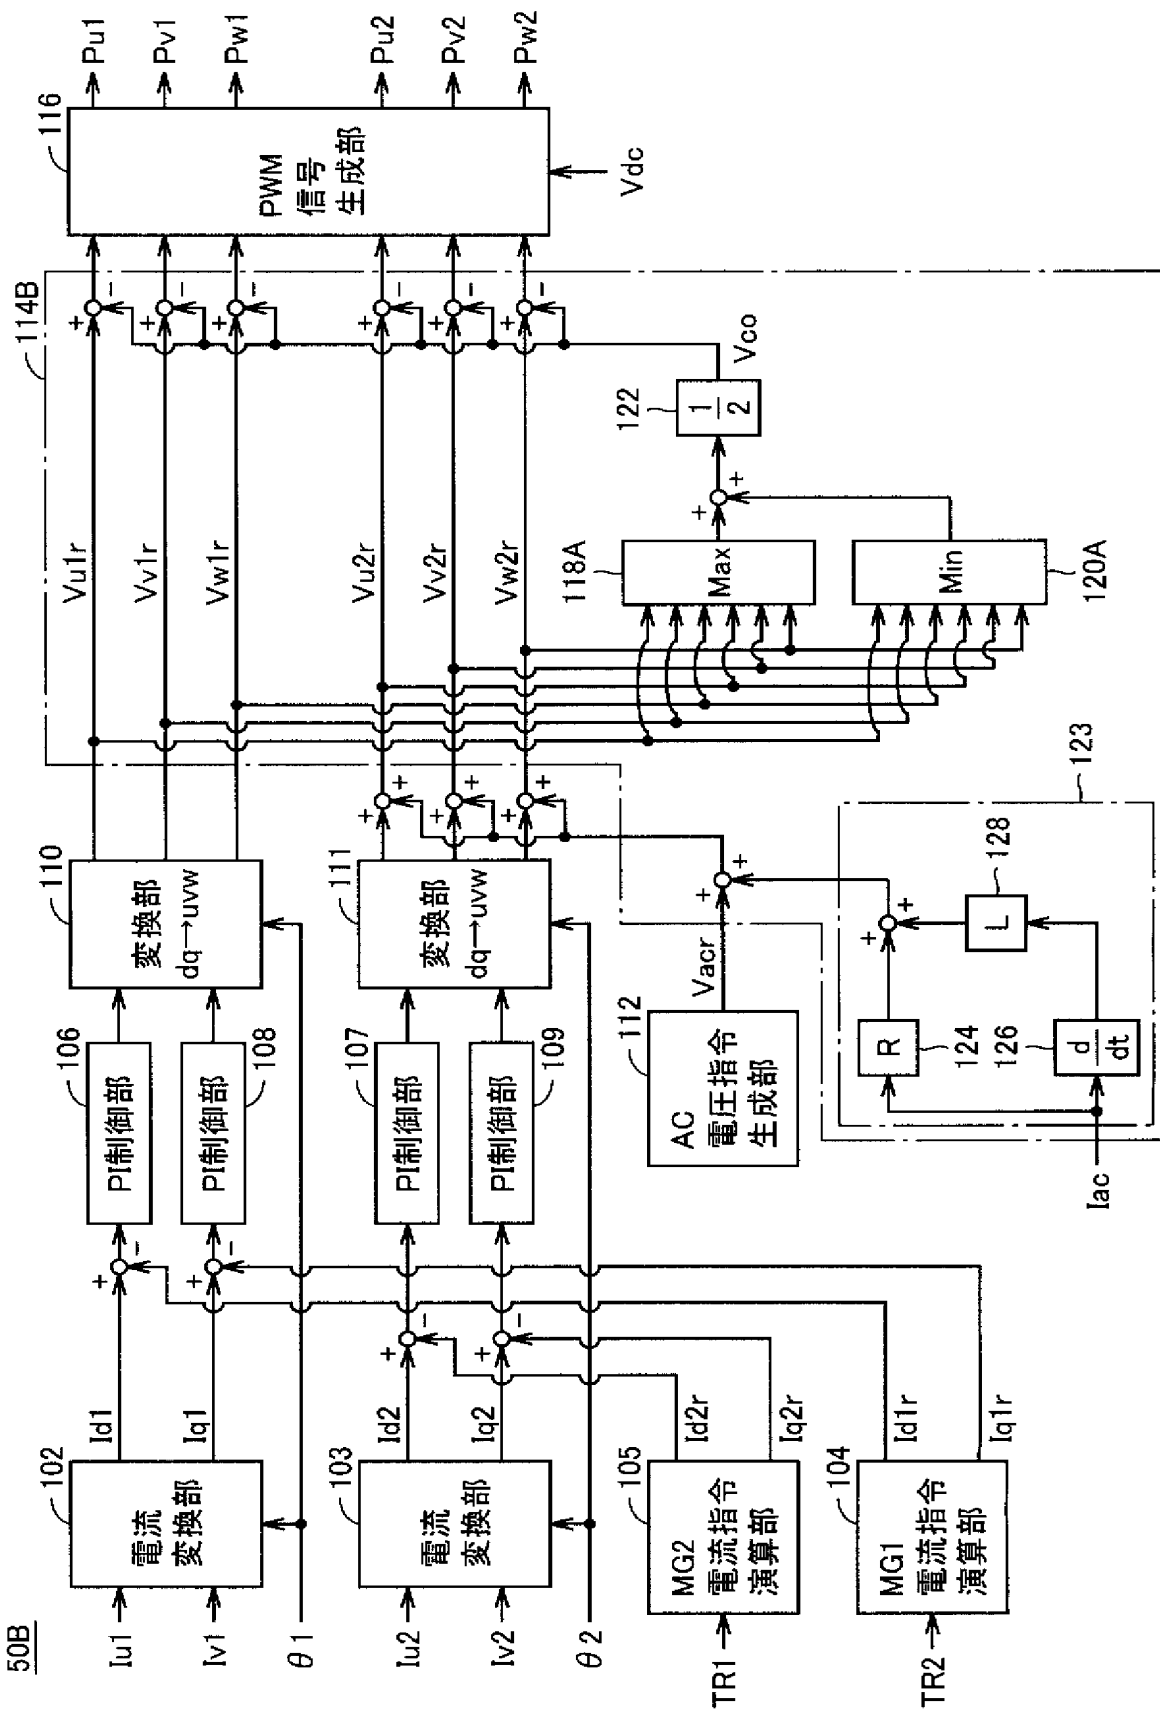 50B
Iu1
Iv1
θ1
Iu2
Iv2
θ2
TR1
TR2
102
電流
変換部
103
電流
変換部
105
MG2
電流指令
演算部
104
MG1
電流指令
演算部
Id1
Iq1
Id2
Iq2
Id2r
Iq2r
Id1r
Iq1r
+
-
+
-
+
-
+
-
106
PI制御部
108
PI制御部
107
PI制御部
109
PI制御部
110
変換部
dq→uvw
111
変換部
dq→uvw
112
AC
電圧指令
生成部
Vacr
+
+
Iac
123
R
124
126
d
dt
128
L
+
+
+
+
+
+
+
+
114B
Vu1r
Vv1r
Vw1r
Vu2r
Vv2r
Vw2r
118A
Max
120A
Min
+
+
122
1
2
Vco
+
-
+
-
+
-
+
-
+
-
+
-
116
PWM
信号
生成部
Vdc
Pu1
Pv1
Pw1
Pu2
Pv2
Pw2